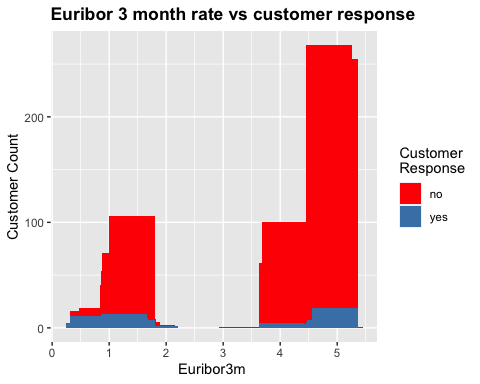 Euribor 3 month rate vs customer response
200
100
0
0
1
2
3
4
5
Customer Count
Euribor3m
Customer
Response
no
yes